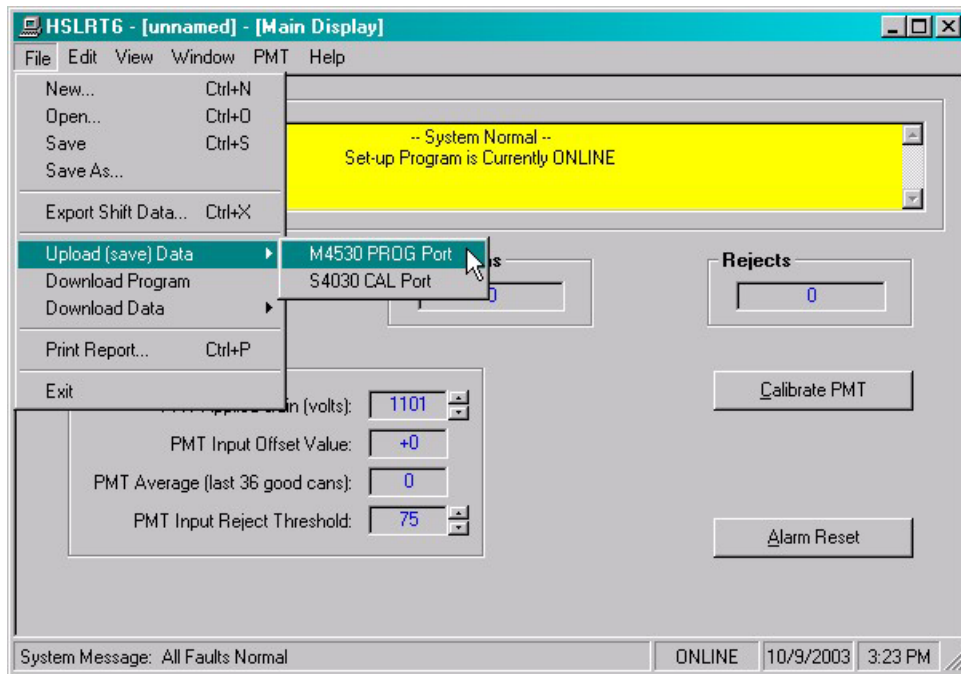 HSLRT6 - [unnamed] - [Main Display]
File Edit View Window PMT Help
New... Ctrl+N
Open... Ctrl+O
Save Ctrl+S
Save As...
Export Shift Data... Ctrl+X
Upload (save) Data
Download Program
Download Data
Print Report... Ctrl+P
Exit
M4530 PROG Port
S4030 CAL Port
-- System Normal --
Set-up Program is Currently ONLINE
0
Rejects
0
(volts): 1101
PMT Input Offset Value: +0
PMT Average (last 36 good cans): 0
PMT Input Reject Threshold: 75
Calibrate PMT
Alarm Reset
System Message: All Faults Normal
ONLINE 10/9/2003 3:23 PM